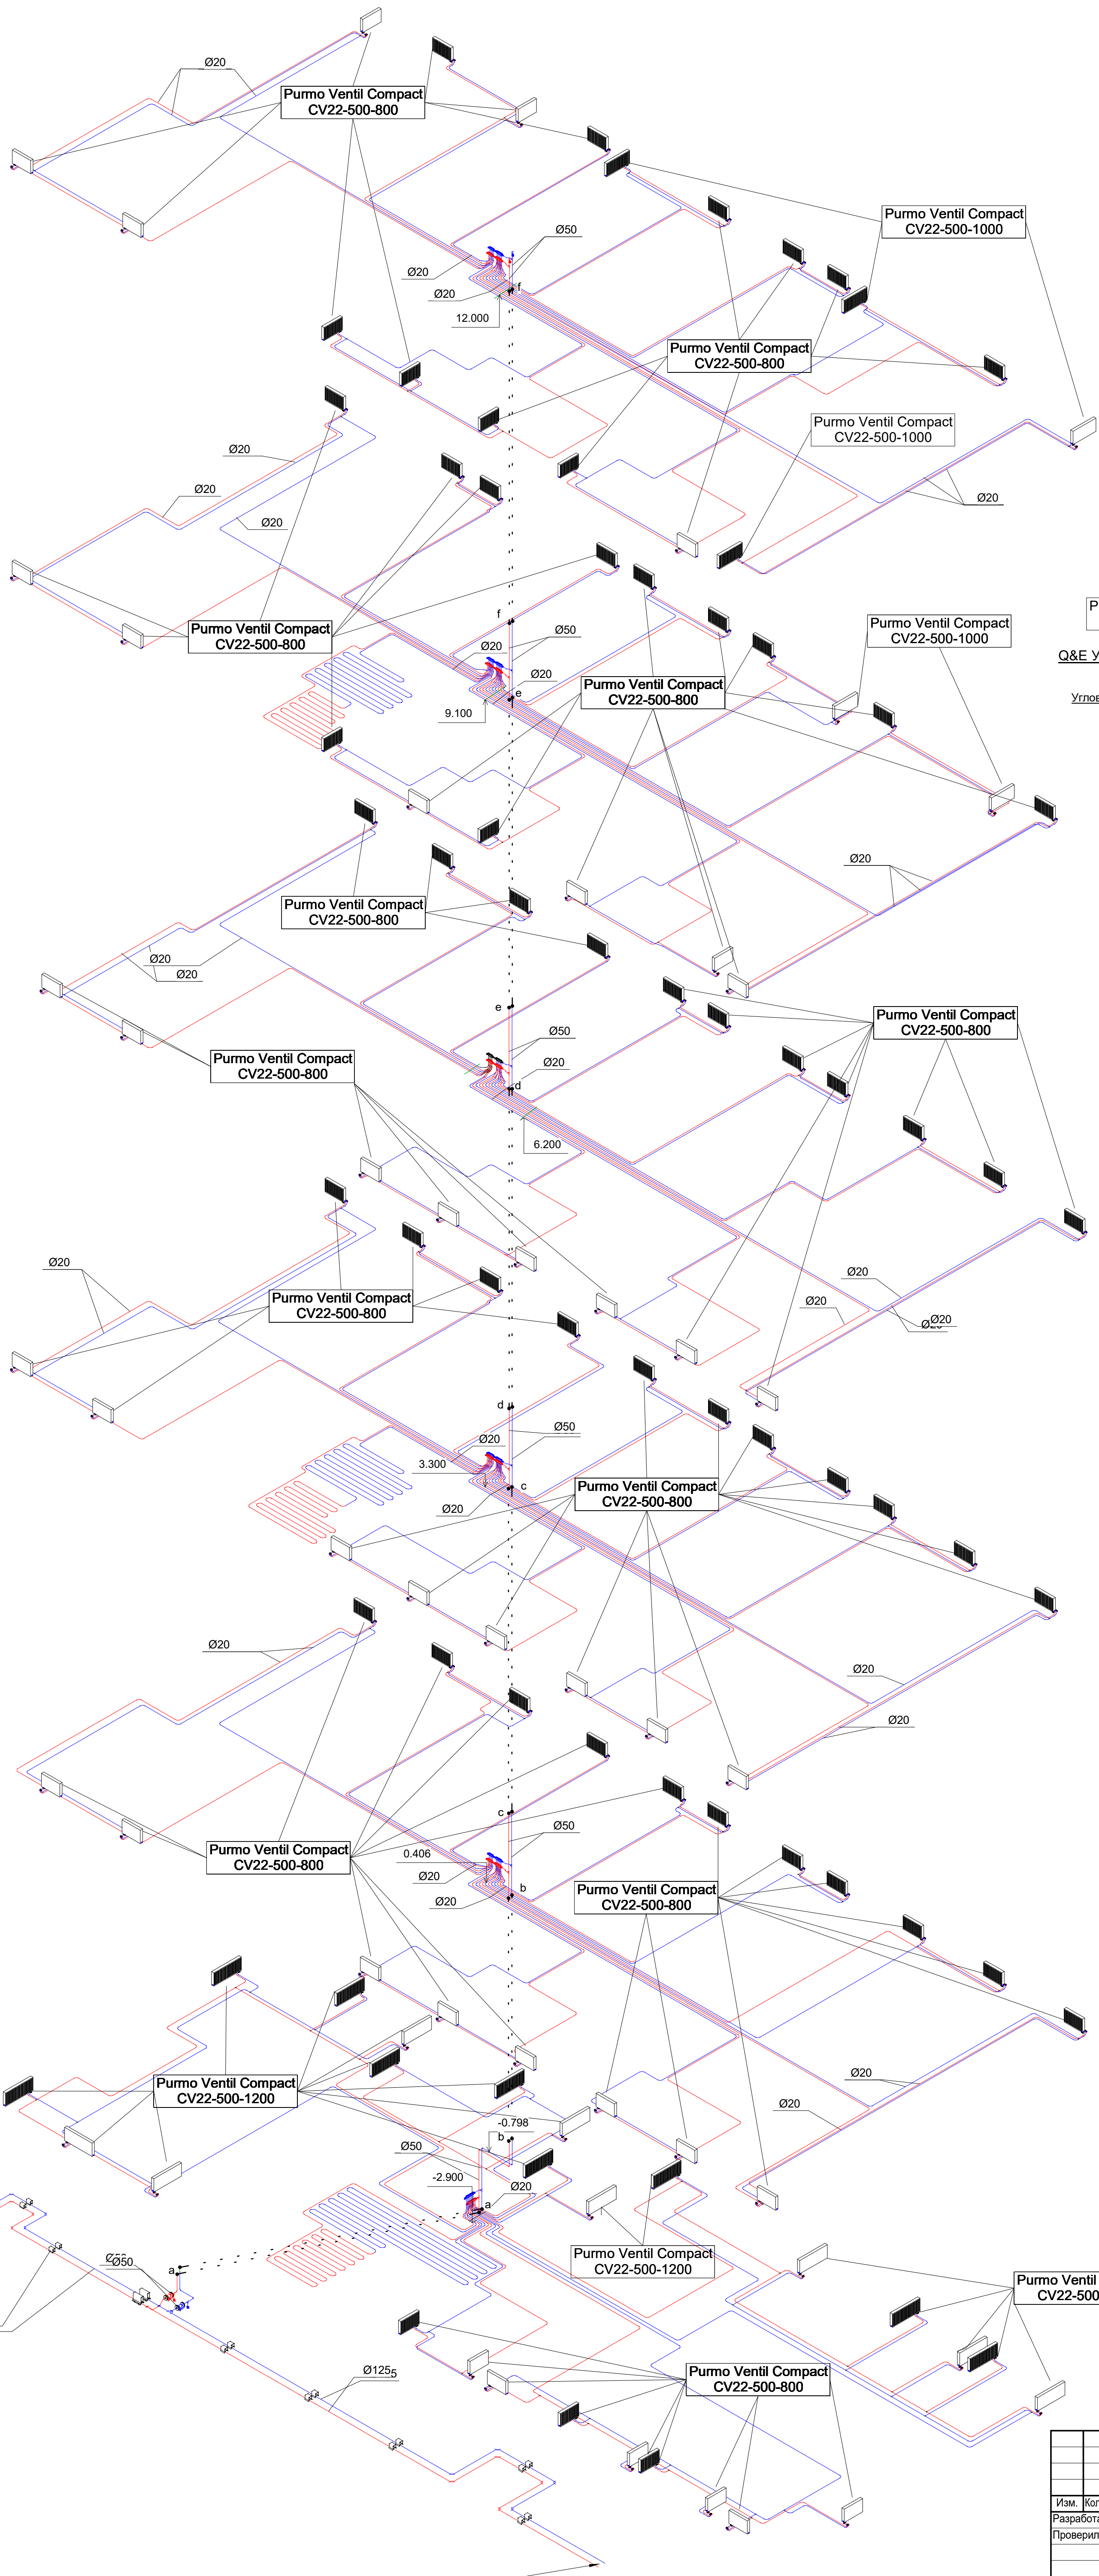 Ø20
Purmo Ventil Compact
CV22-500-800
Purmo Ventil Compact
CV22-500-1000
Ø50
Ø20
Ø20
f
12.000
Purmo Ventil Compact
CV22-500-800
Purmo Ventil Compact
CV22-500-1000
Ø20
Ø20
Ø20
Ø20
Purmo Ventil Compact
CV22-500-800
f
Ø50
Purmo Ventil Compact
CV22-500-1000
Q&E
Ø20
Ø20
e
9.100
Purmo Ventil Compact
CV22-500-800
Углов
Ø20
Purmo Ventil Compact
CV22-500-800
Ø20
Ø20
e
Ø50
Ø20
d
6.200
Purmo Ventil Compact
CV22-500-800
Purmo Ventil Compact
CV22-500-800
Ø20
Purmo Ventil Compact
CV22-500-800
Ø20
Ø20
Ø20
d
Ø50
Ø20
3.300
Ø20
c
Purmo Ventil Compact
CV22-500-800
Ø20
Ø20
Ø20
c
Ø50
0.406
Ø20
Ø20
b
Purmo Ventil Compact
CV22-500-800
Purmo Ventil Compact
CV22-500-800
Purmo Ventil Compact
CV22-500-1200
Ø20
Ø20
-0.798
b
Ø50
-2.900
Ø20
a
Purmo Ventil Compact
CV22-500-1200
Ø50
a
Purmo Ventil
CV22-500
Ø125
Purmo Ventil Compact
CV22-500-800
Изм.
Кол
Разработа
Проверил